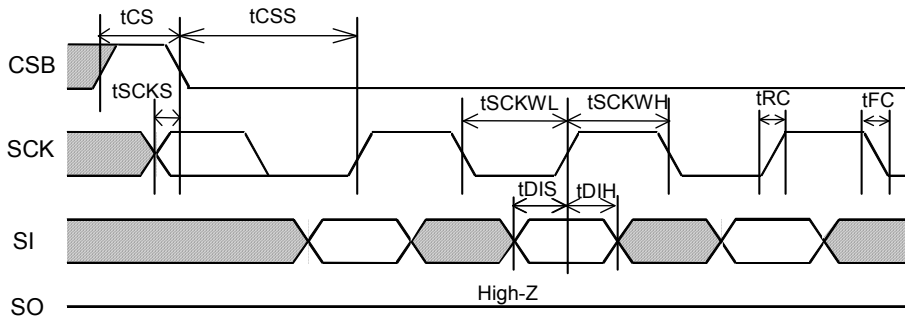 tCS tCSS
CSB
tSCKS tSCKWL tSCKWH tRC tFC
SCK
tDIS tDIH
SI
High-Z
SO